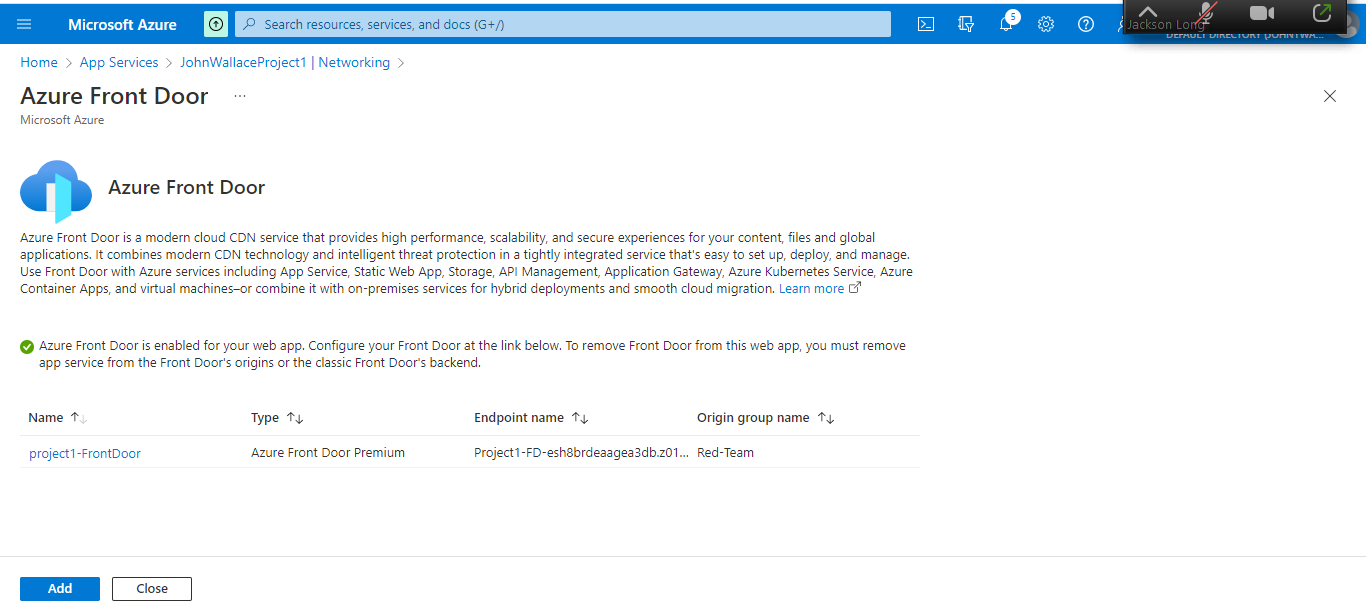 Microsoft Azure
Search resources, services, and docs (G+/)
5
Jackson Long
DEFAULT DIRECTORY (JOHNTWA...
Home > App Services > JohnWallaceProject1 | Networking >
Azure Front Door ...
Microsoft Azure
Azure Front Door
Azure Front Door is a modern cloud CDN service that provides high performance, scalability, and secure experiences for your content, files and global
applications. It combines modern CDN technology and intelligent threat protection in a tightly integrated service that's easy to set up, deploy, and manage.
Use Front Door with Azure services including App Service, Static Web App, Storage, API Management, Application Gateway, Azure Kubernetes Service, Azure
Container Apps, and virtual machines–or combine it with on-premises services for hybrid deployments and smooth cloud migration. Learn more
Azure Front Door is enabled for your web app. Configure your Front Door at the link below. To remove Front Door from this web app, you must remove
app service from the Front Door's origins or the classic Front Door's backend.
Name Type Endpoint name Origin group name
project1-FrontDoor Azure Front Door Premium Project1-FD-esh8brdeaagea3db.z01... Red-Team
Add Close